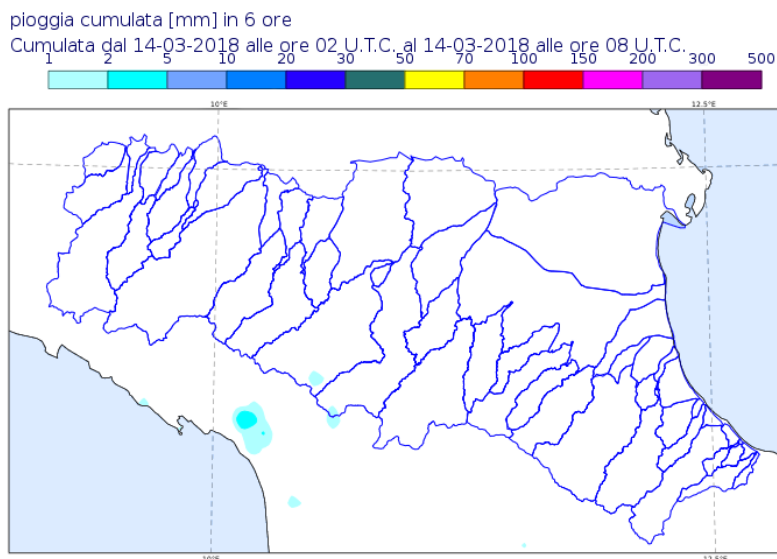 pioggia cumulata [mm] in 6 ore
Cumulata dal 14-03-2018 alle ore 02 U.T.C. al 14-03-2018 alle ore 08 U.T.C.
1 2 5 10 20 30 50 70 100 150 200 300 500
10°E 12.5°E